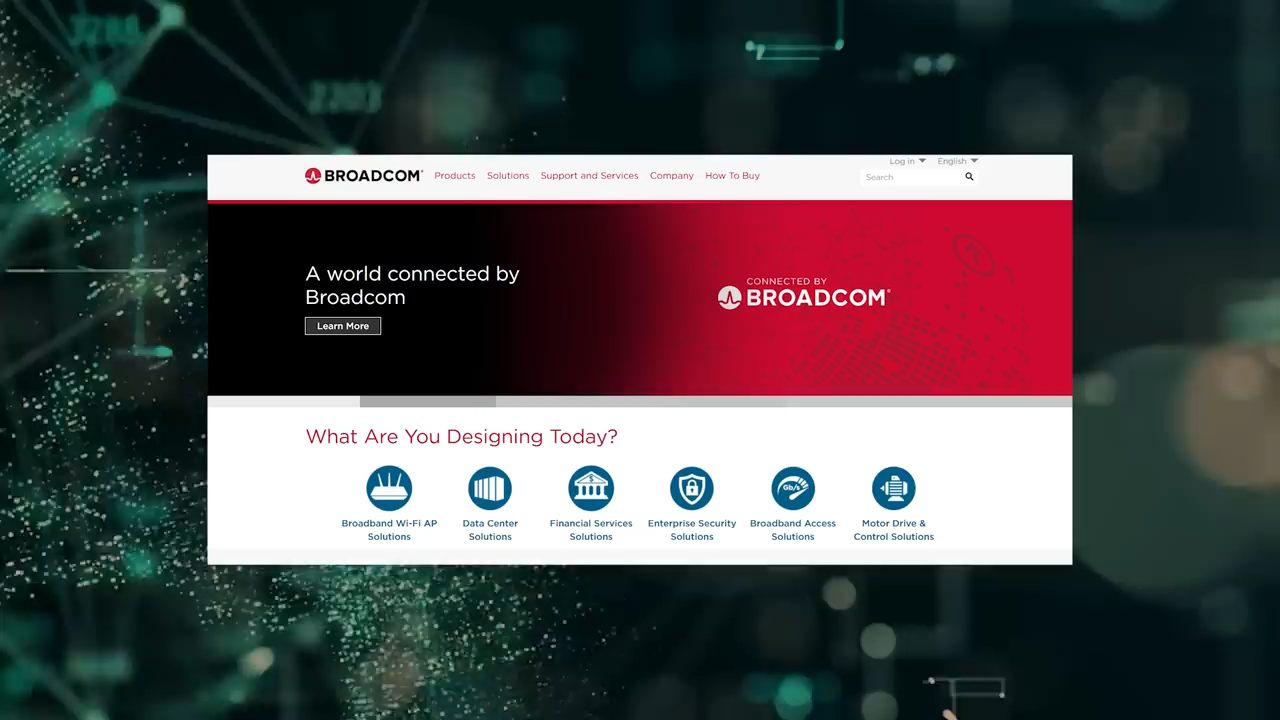 Log in English
BROADCOM® Products Solutions Support and Services Company How To Buy
Search
A world connected by
Broadcom
Learn More
CONNECTED BY
BROADCOM®
What Are You Designing Today?
Gb/s
Broadband Wi-Fi AP
Solutions
Data Center
Solutions
Financial Services
Solutions
Enterprise Security
Solutions
Broadband Access
Solutions
Motor Drive &
Control Solutions
2303